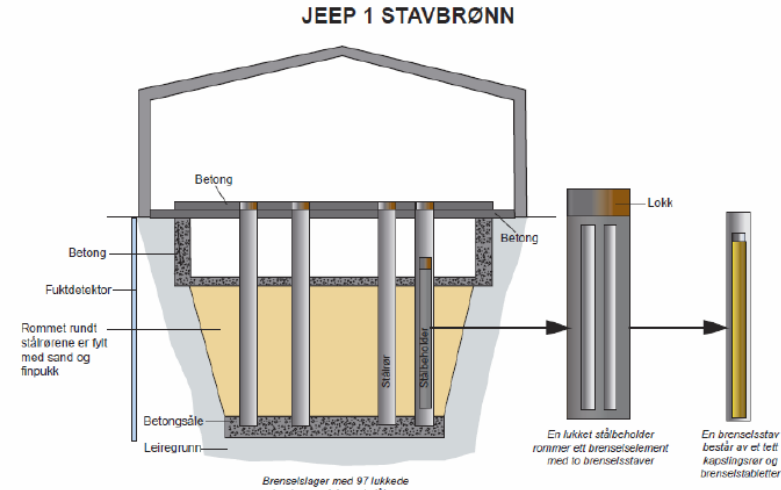 JEEP 1 STAVBRØNN
Betong
Lokk
Betong
Betong
Fuktdetektor
Rommet rundt
stålrørene er fylt
med sand og
finpukk
Stålrør
Stålbeholder
Betongsåle
Leiregrunn
En lukket stålbeholder
rommer ett brenselselement
med to brenselsstaver
En brenselsstav
består av et tett
kapslingsrør og
brenselstabletter
Brenselslager med 97 lukkede